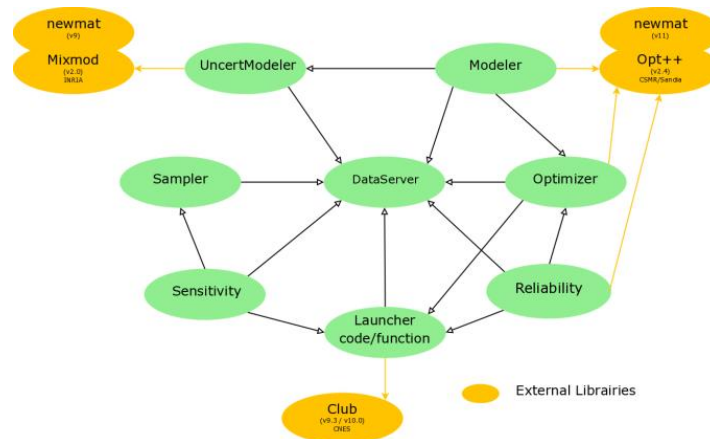 newmat
(v9)
newmat
(v11)
Mixmod
(v2.0)
INRIA
UncertModeler
Modeler
Opt++
(v2.4)
CSMR/Sandia
Sampler
DataServer
Optimizer
Sensitivity
Reliability
Launcher
code/function
Club
(v9.3 / v10.0)
CNES
External Librairies